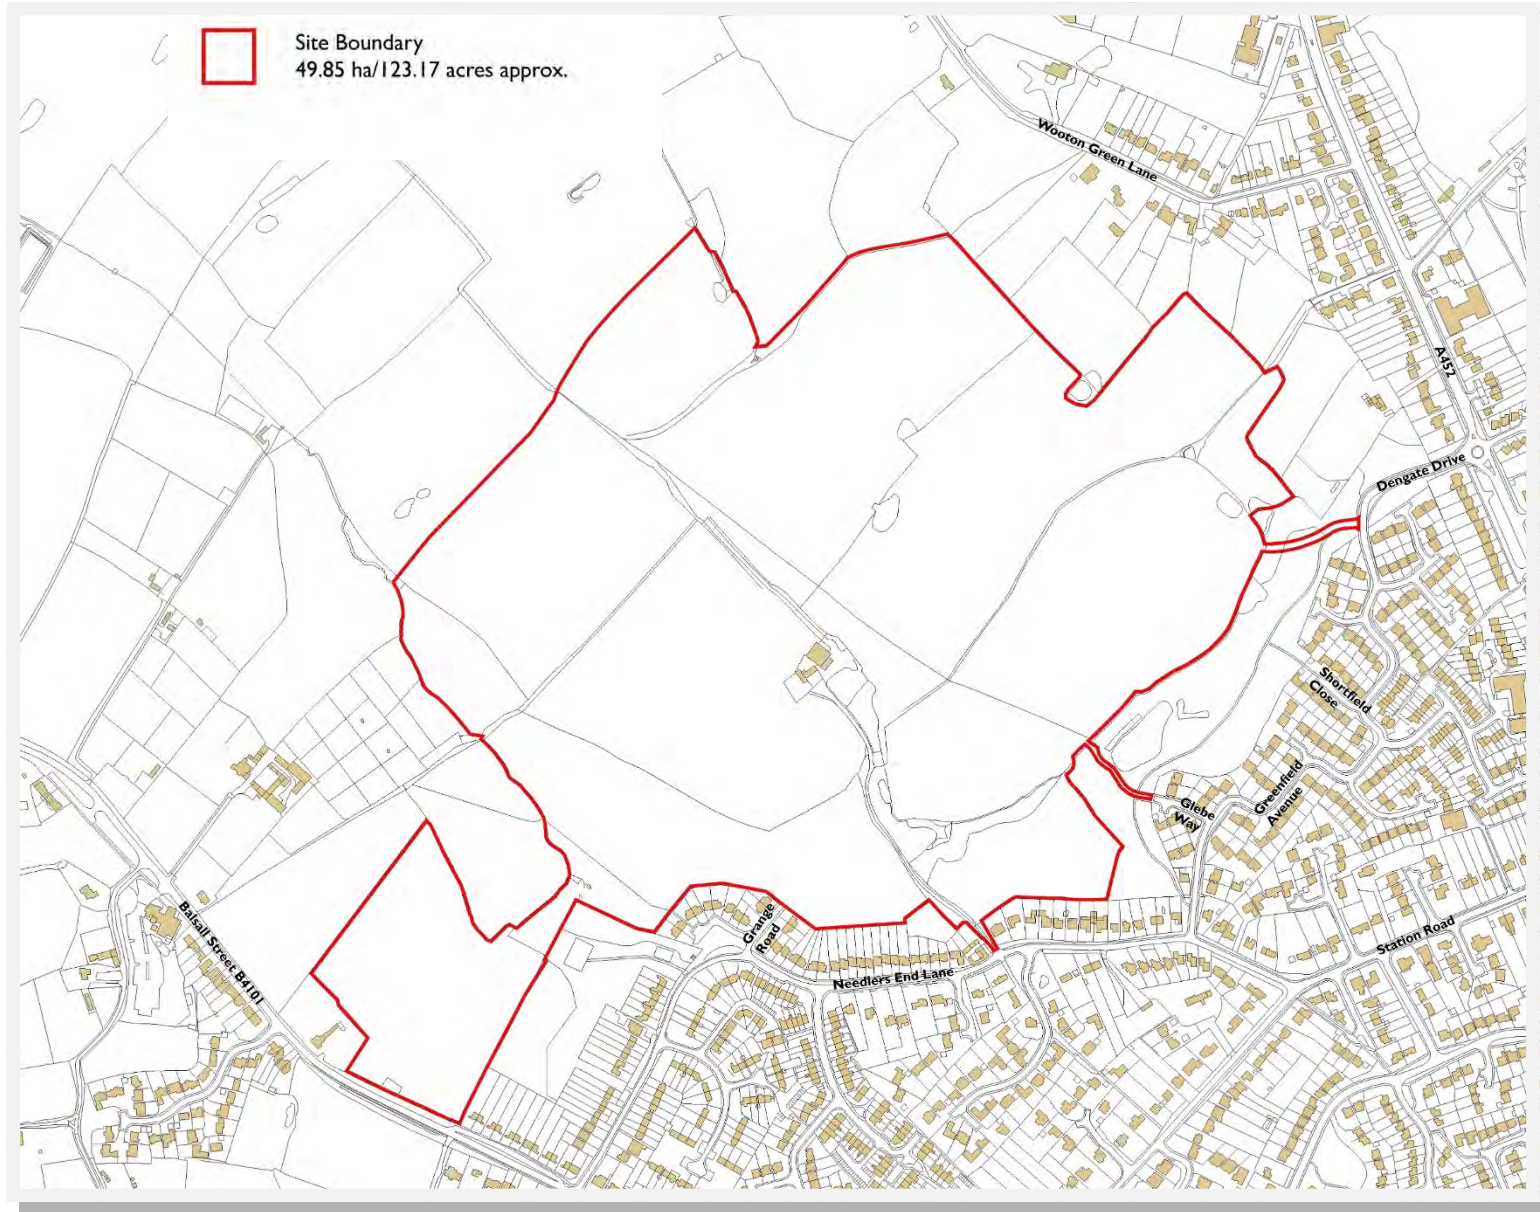 Site Boundary
49.85 ha/123.17 acres approx.
Wooton Green Lane
A452
Dengate Drive
Shortfield
Close
Greenfield
Avenue
Glebe
Way
Balsall Street B4101
Grange
Road
Needlers End Lane
Station Road